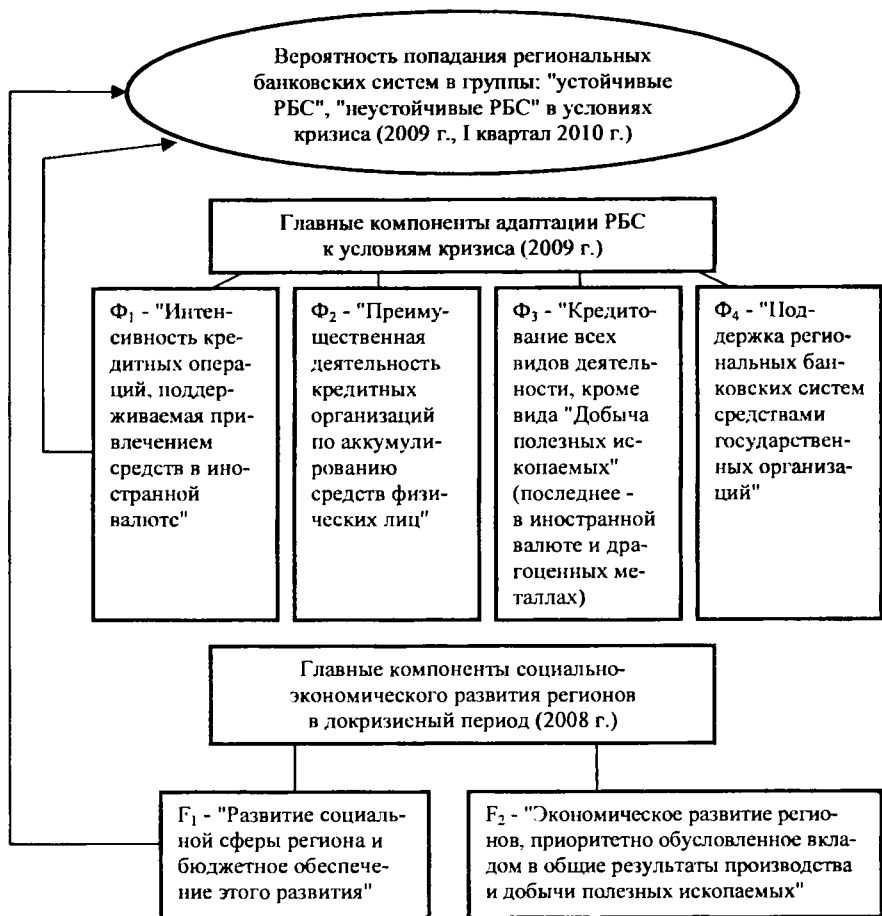 Вероятность попадания региональных
банковских систем в группы: "устойчивые
РБС", "неустойчивые РБС" в условиях
кризиса (2009 г., I квартал 2010 г.)
Главные компоненты адаптации РБС
к условиям кризиса (2009 г.)
Ф₁ - "Интен-
сивность кре-
дитных опера-
ций, поддер-
живаемая при-
влечением
средств в ино-
странной
валюте"
Ф₂ - "Преиму-
щественная
деятельность
кредитных
организаций
по аккумули-
рованию
средств физи-
ческих лиц"
Ф₃ - "Кредито-
вание всех
видов деятель-
ности, кроме
вида "Добыча
полезных ис-
копаемых"
(последнее -
в иностранной
валюте и дра-
гоценных ме-
таллах)
Ф₄ - "Под-
держка регио-
нальных бан-
ковских систем
средствами
государствен-
ных организа-
ций"
Главные компоненты социально-
экономического развития регионов
в докризисный период (2008 г.)
F₁ - "Развитие социаль-
ной сферы региона и
бюджетное обеспече-
ние этого развития"
F₂ - "Экономическое развитие регио-
нов, приоритетно обусловленное вкла-
дом в общие результаты производства
и добычи полезных ископаемых"